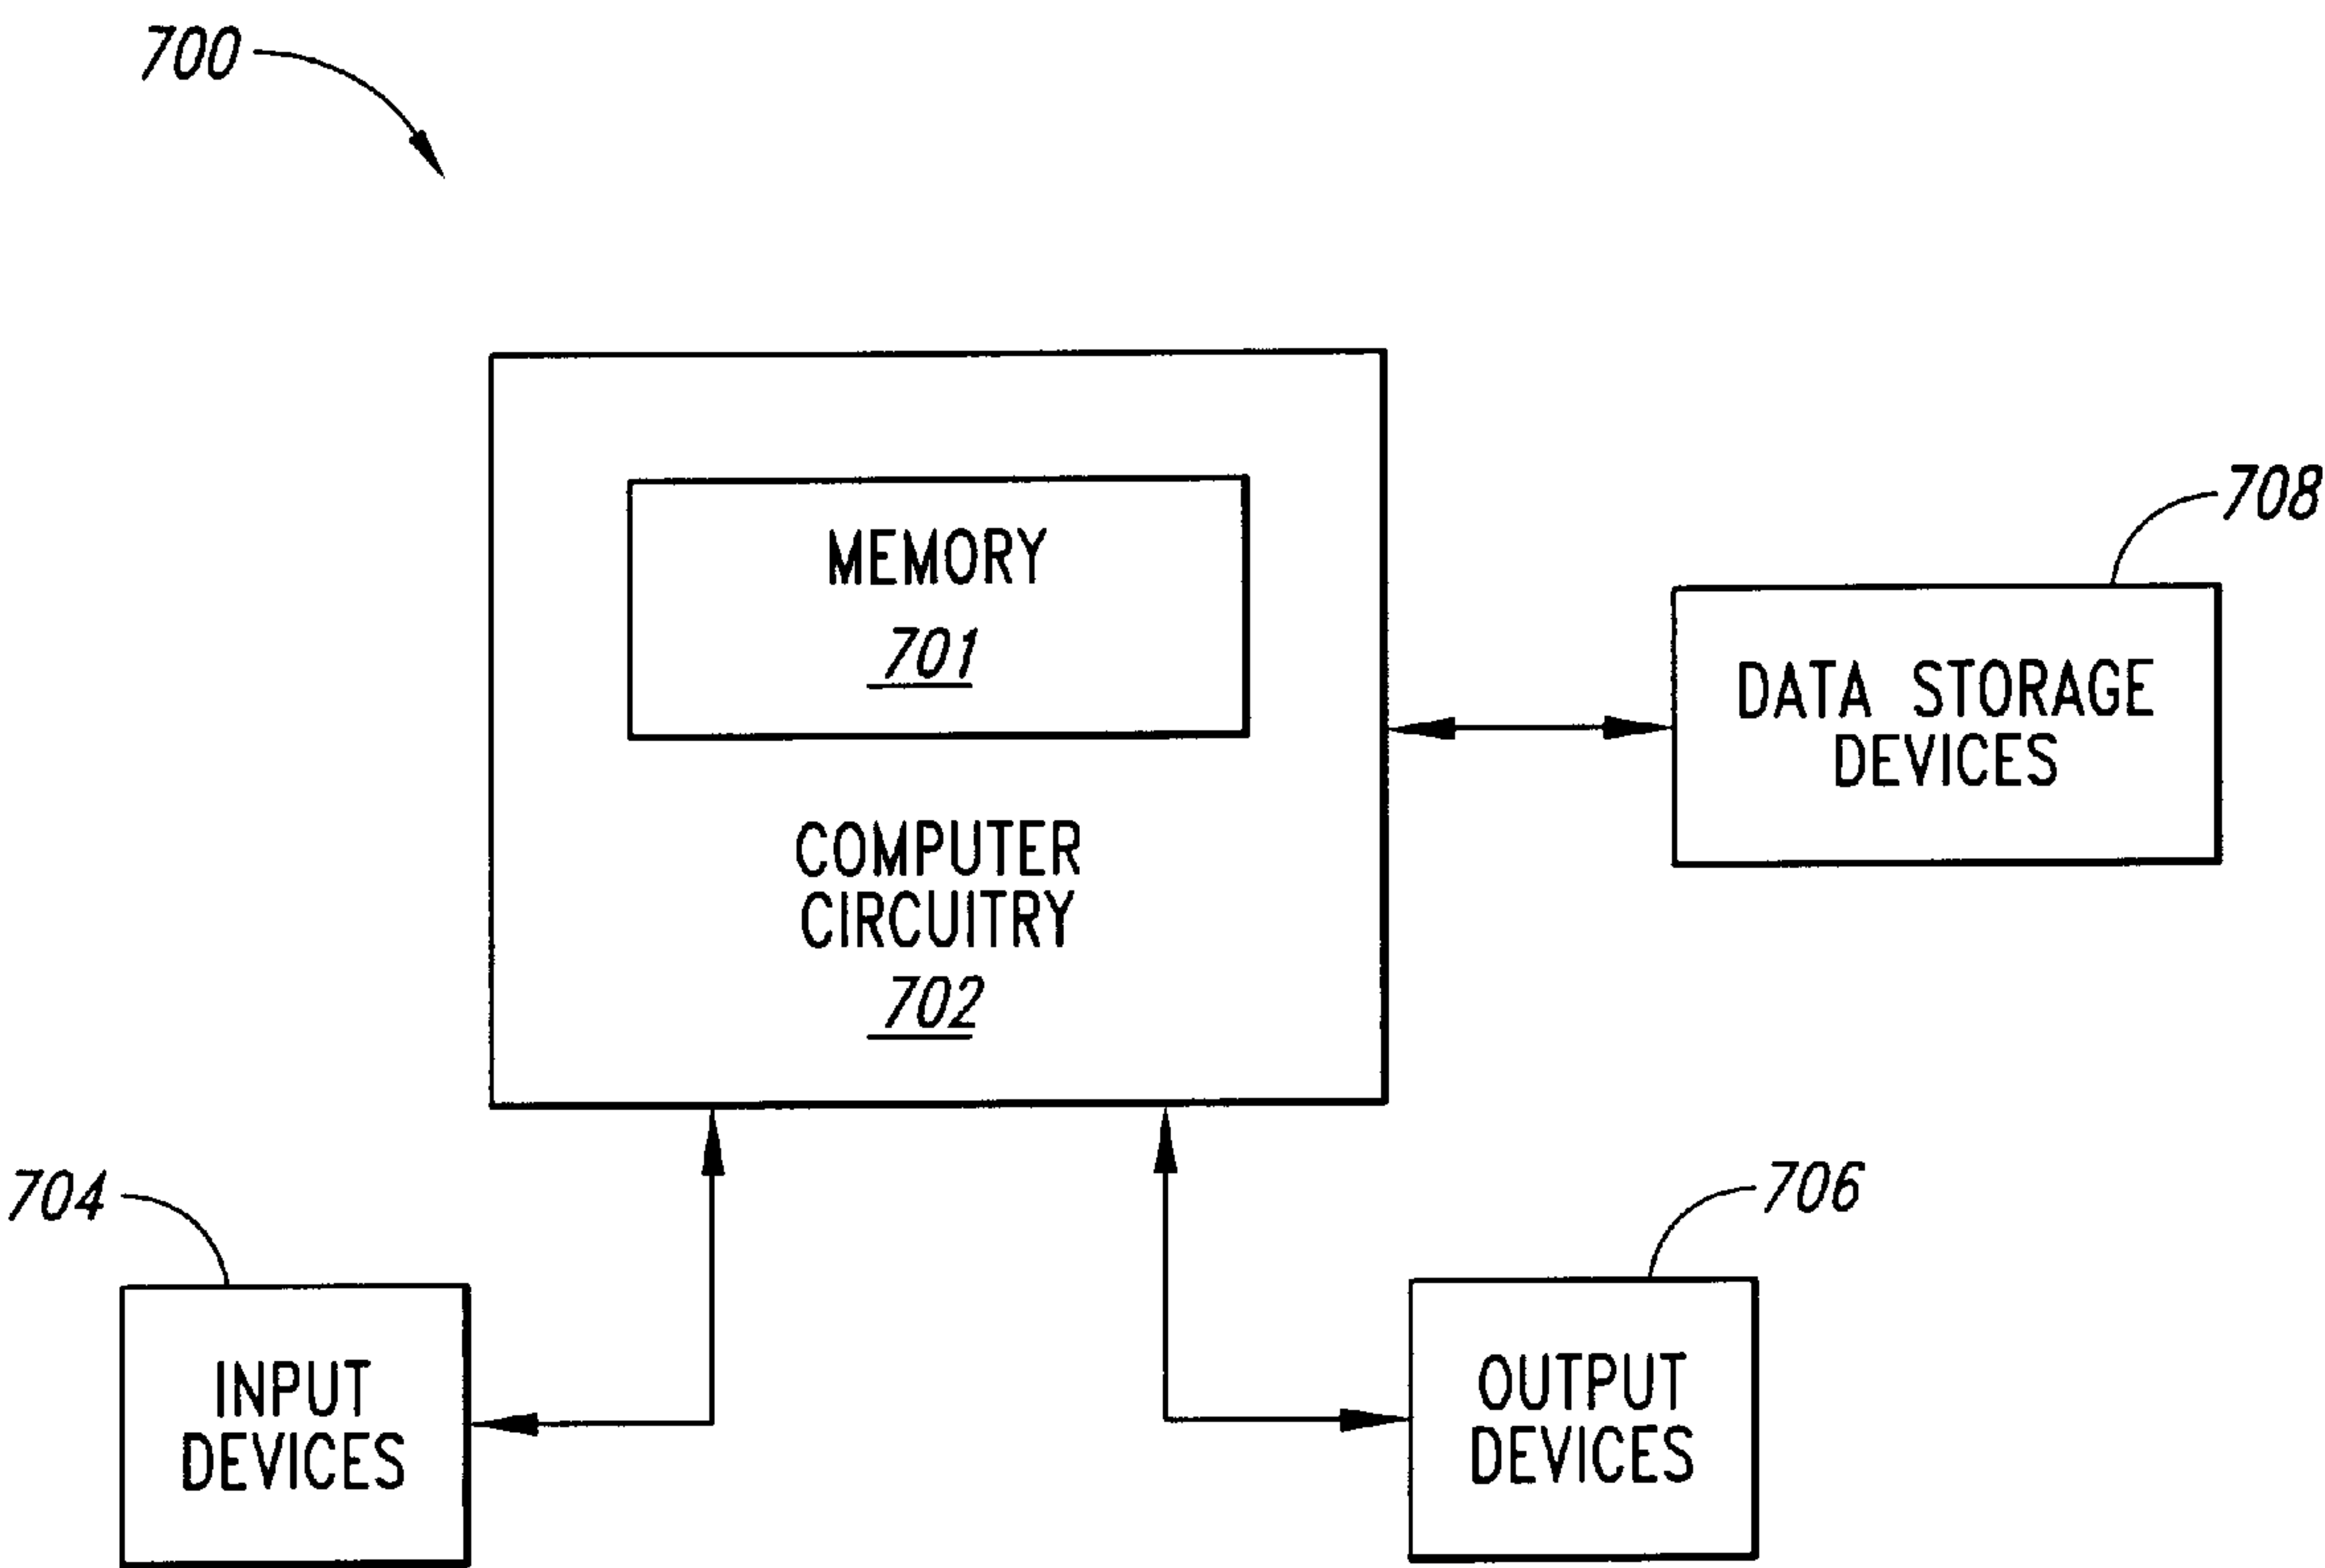 700
MEMORY
701
708
DATA STORAGE
DEVICES
COMPUTER
CIRCUITRY
702
704
706
INPUT
DEVICES
OUTPUT
DEVICES